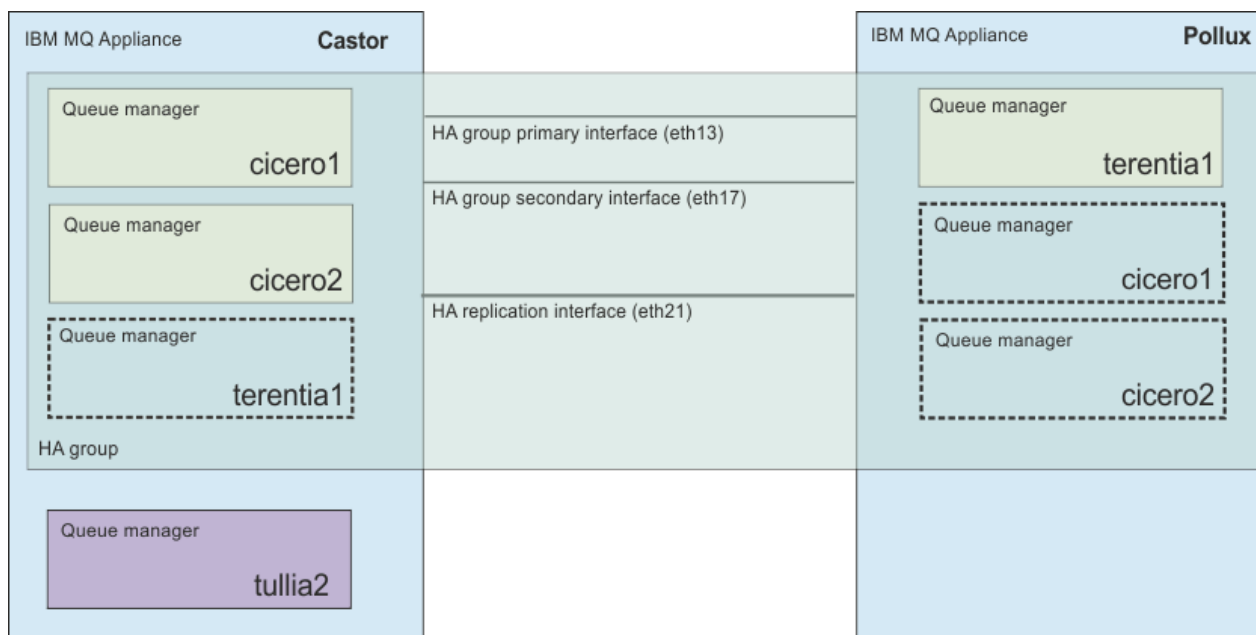 IBM MQ Appliance
Castor
Queue manager
cicero1
Queue manager
cicero2
Queue manager
terentia1
HA group
Queue manager
tullia2
HA group primary interface (eth13)
HA group secondary interface (eth17)
HA replication interface (eth21)
IBM MQ Appliance
Pollux
Queue manager
terentia1
Queue manager
cicero1
Queue manager
cicero2